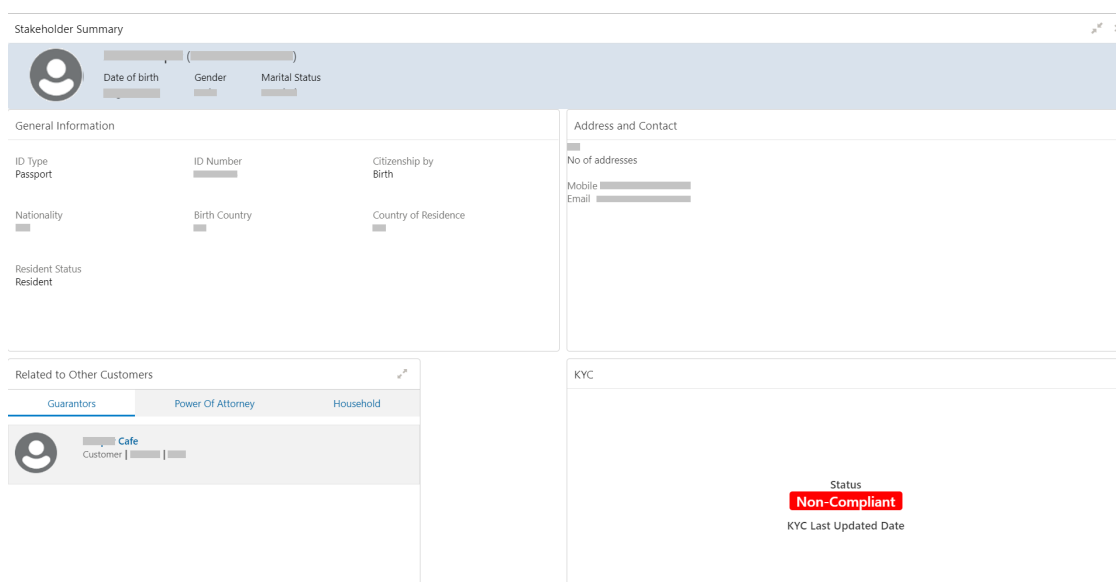 Stakeholder Summary
( )
Date of birth Gender Marital Status
General Information
ID Type ID Number Citizenship by
Passport Birth
Nationality Birth Country Country of Residence
Resident Status
Resident
Address and Contact
No of addresses
Mobile
Email
Related to Other Customers
Guarantors Power Of Attorney Household
Cafe
Customer | |
KYC
Status
Non-Compliant
KYC Last Updated Date